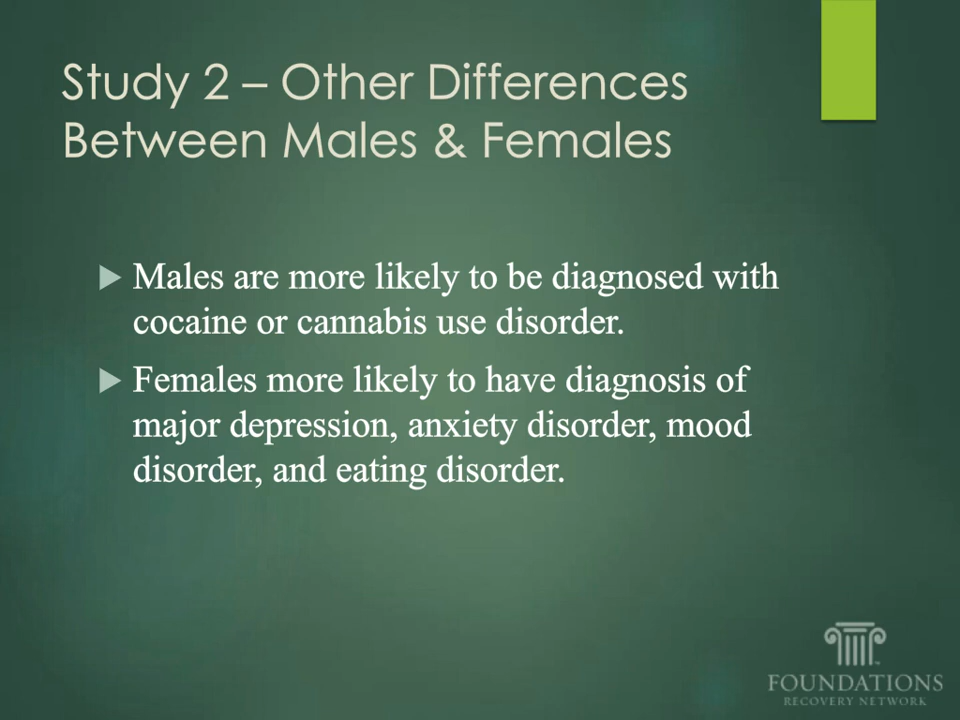 Study 2 – Other Differences
Between Males & Females
Males are more likely to be diagnosed with
cocaine or cannabis use disorder.
Females more likely to have diagnosis of
major depression, anxiety disorder, mood
disorder, and eating disorder.
FOUNDATIONS
RECOVERY NETWORK